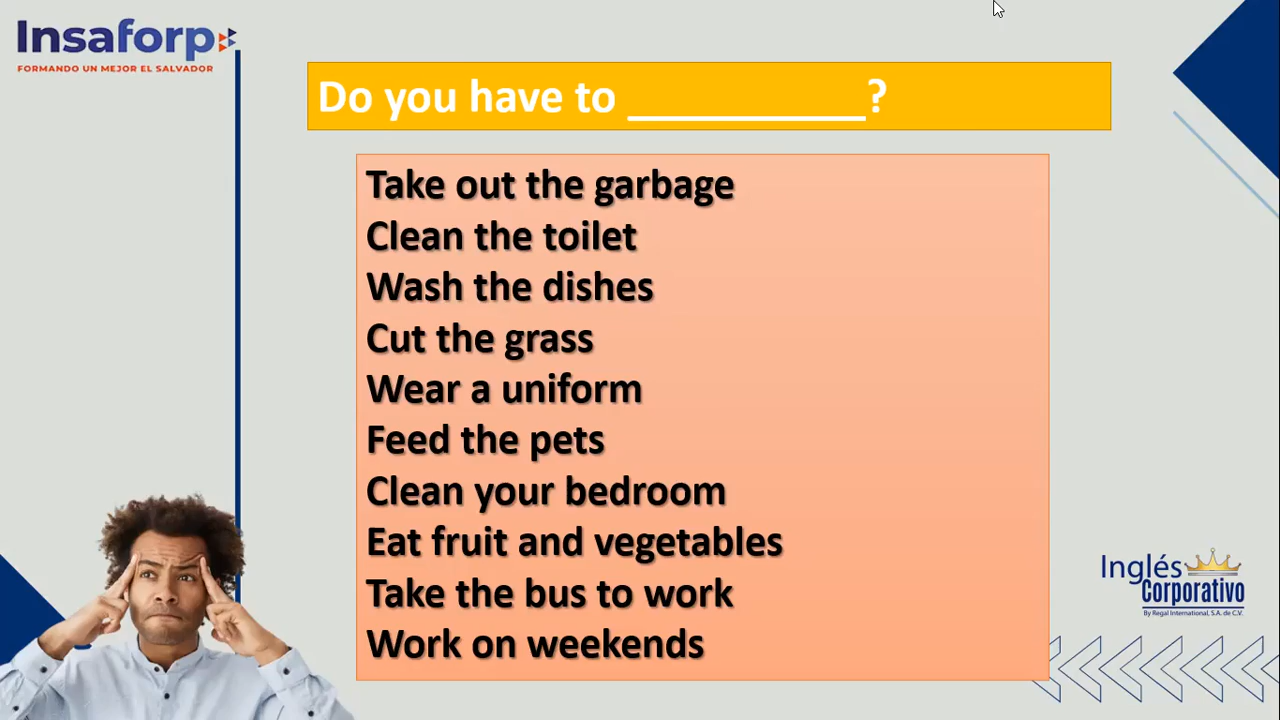 Insaforp
FORMANDO UN MEJOR EL SALVADOR
Do you have to __________?
Take out the garbage
Clean the toilet
Wash the dishes
Cut the grass
Wear a uniform
Feed the pets
Clean your bedroom
Eat fruit and vegetables
Take the bus to work
Work on weekends
Inglés
Corporativo
By Regal International, S.A. de C.V.